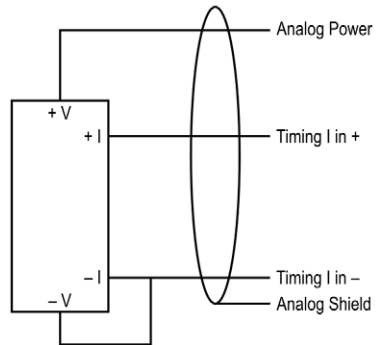 Analog Power
+ V
+ I
Timing I in +
– I
Timing I in –
– V
Analog Shield